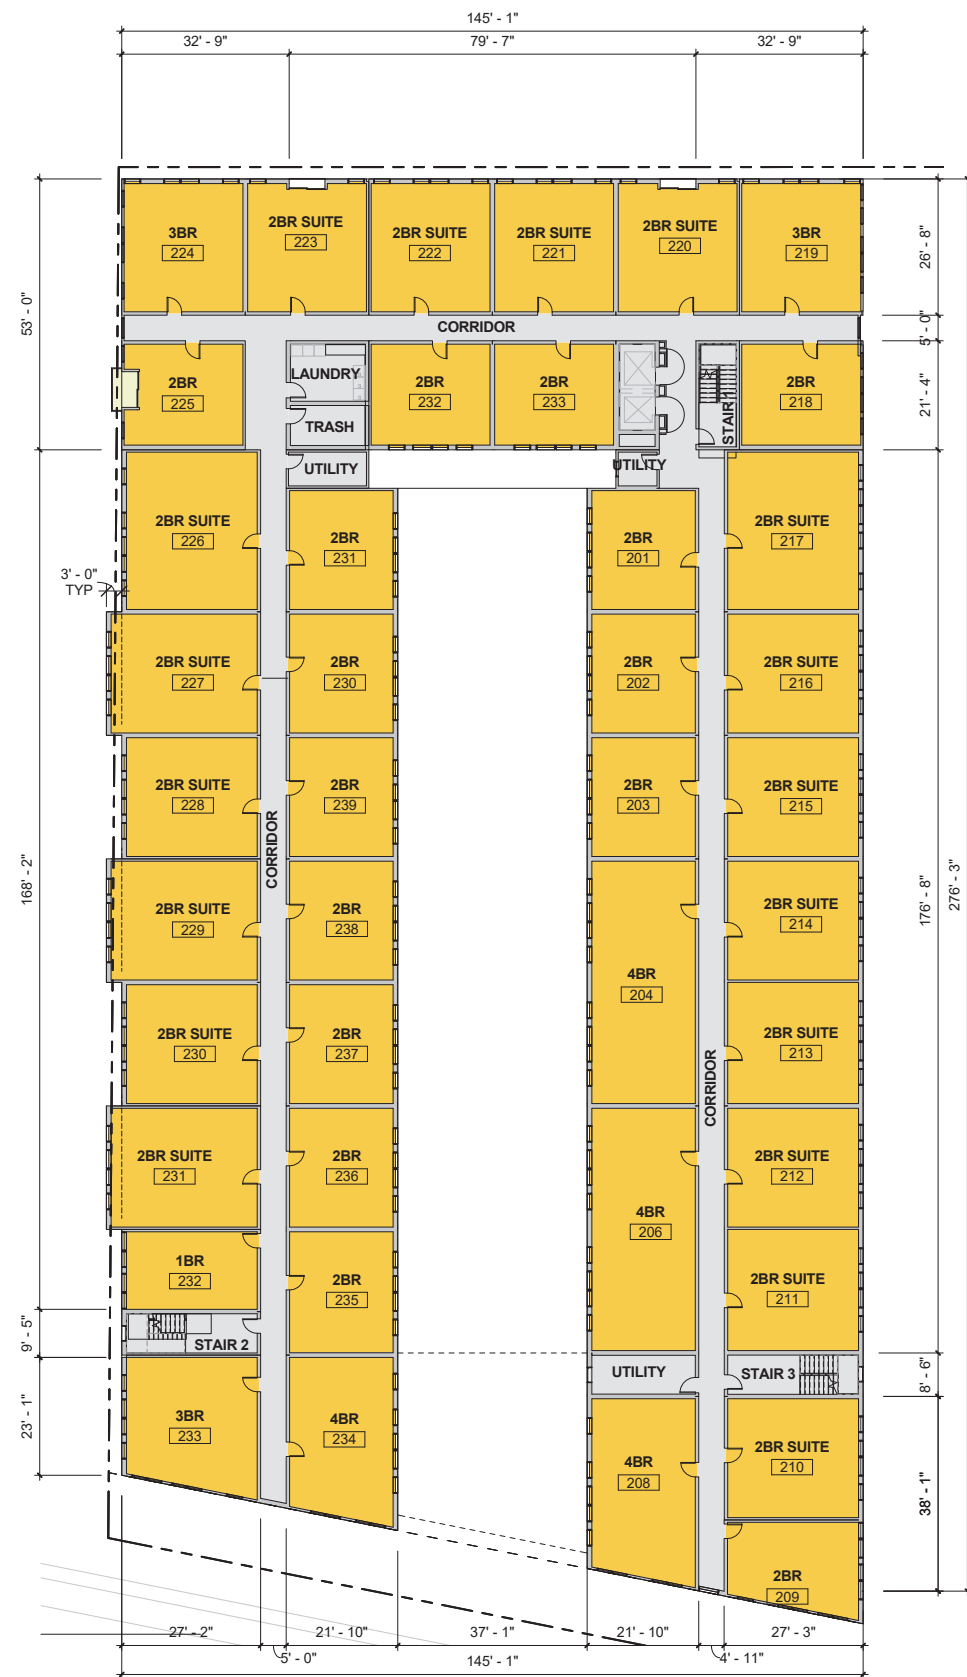 145' - 1"
32' - 9"
79' - 7"
32' - 9"
3BR
224
2BR SUITE
223
2BR SUITE
222
2BR SUITE
221
2BR SUITE
220
3BR
219
26' - 8"
53' - 0"
CORRIDOR
5' - 0"
2BR
225
LAUNDRY
TRASH
2BR
232
2BR
233
STAIR 1
2BR
218
21' - 4"
UTILITY
UTILITY
2BR SUITE
226
2BR
231
2BR
201
2BR SUITE
217
3' - 0"
TYP
2BR SUITE
227
2BR
230
2BR
202
2BR SUITE
216
2BR SUITE
228
2BR
239
2BR
203
2BR SUITE
215
CORRIDOR
168' - 2"
2BR SUITE
229
2BR
238
4BR
204
2BR SUITE
214
176' - 8"
276' - 3"
2BR SUITE
230
2BR
237
2BR SUITE
213
CORRIDOR
2BR SUITE
231
2BR
236
4BR
206
2BR SUITE
212
1BR
232
2BR
235
2BR SUITE
211
9' - 5"
STAIR 2
UTILITY
STAIR 3
8' - 6"
23' - 1"
3BR
233
4BR
234
4BR
208
2BR SUITE
210
38' - 1"
2BR
209
27' - 2"
5' - 0"
21' - 10"
37' - 1"
21' - 10"
4' - 11"
27' - 3"
145' - 1"